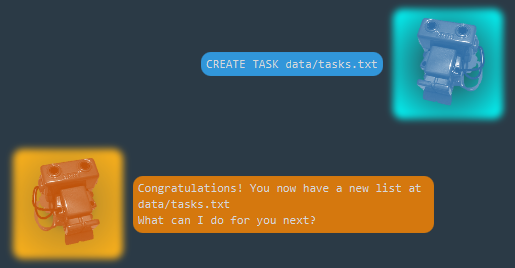 CREATE TASK data/tasks.txt
Congratulations! You now have a new list at
data/tasks.txt
What can I do for you next?